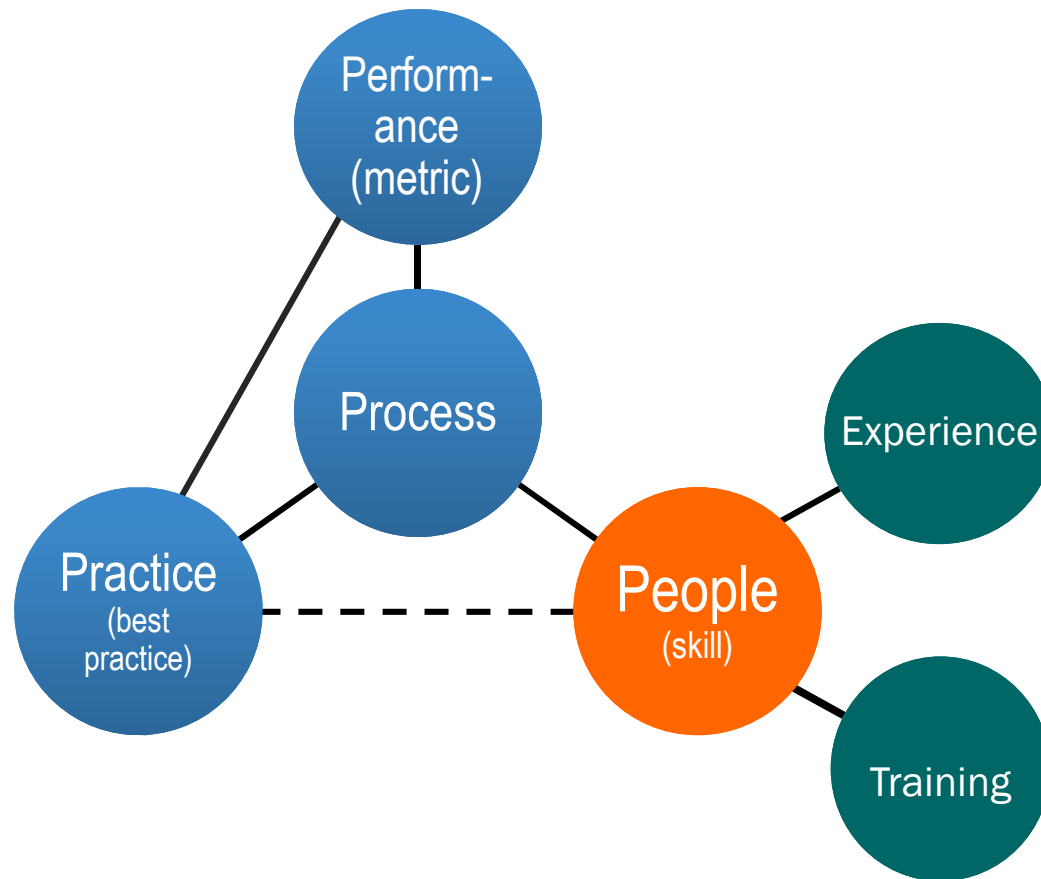 Perform-
ance
(metric)
Process
Experience
Practice
(best
practice)
People
(skill)
Training